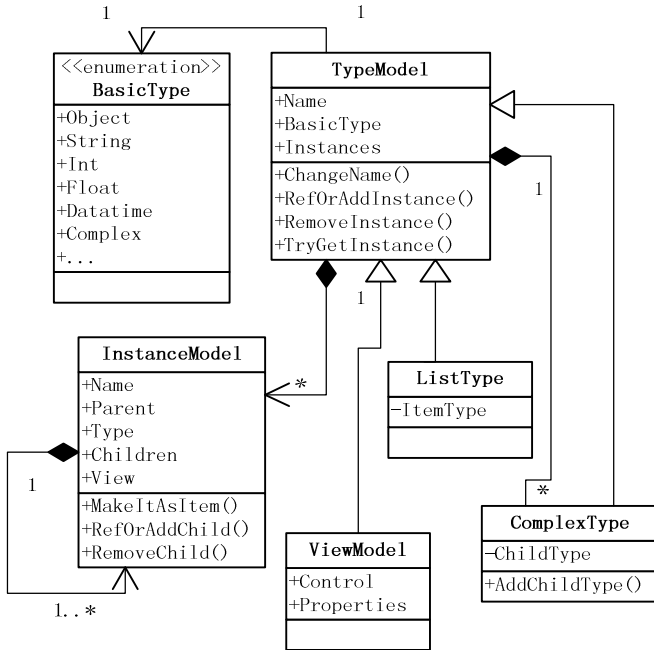 1
1
<<enumeration>>
BasicType
+Object
+String
+Int
+Float
+Datatime
+Complex
+...
TypeModel
+Name
+BasicType
+Instances
+ChangeName()
+RefOrAddInstance()
+RemoveInstance()
+TryGetInstance()
1
1
*
InstanceModel
+Name
+Parent
+Type
+Children
+View
+MakeItAsItem()
+RefOrAddChild()
+RemoveChild()
1
1..*
ListType
-ItemType
*
ViewModel
+Control
+Properties
ComplexType
-ChildType
+AddChildType()